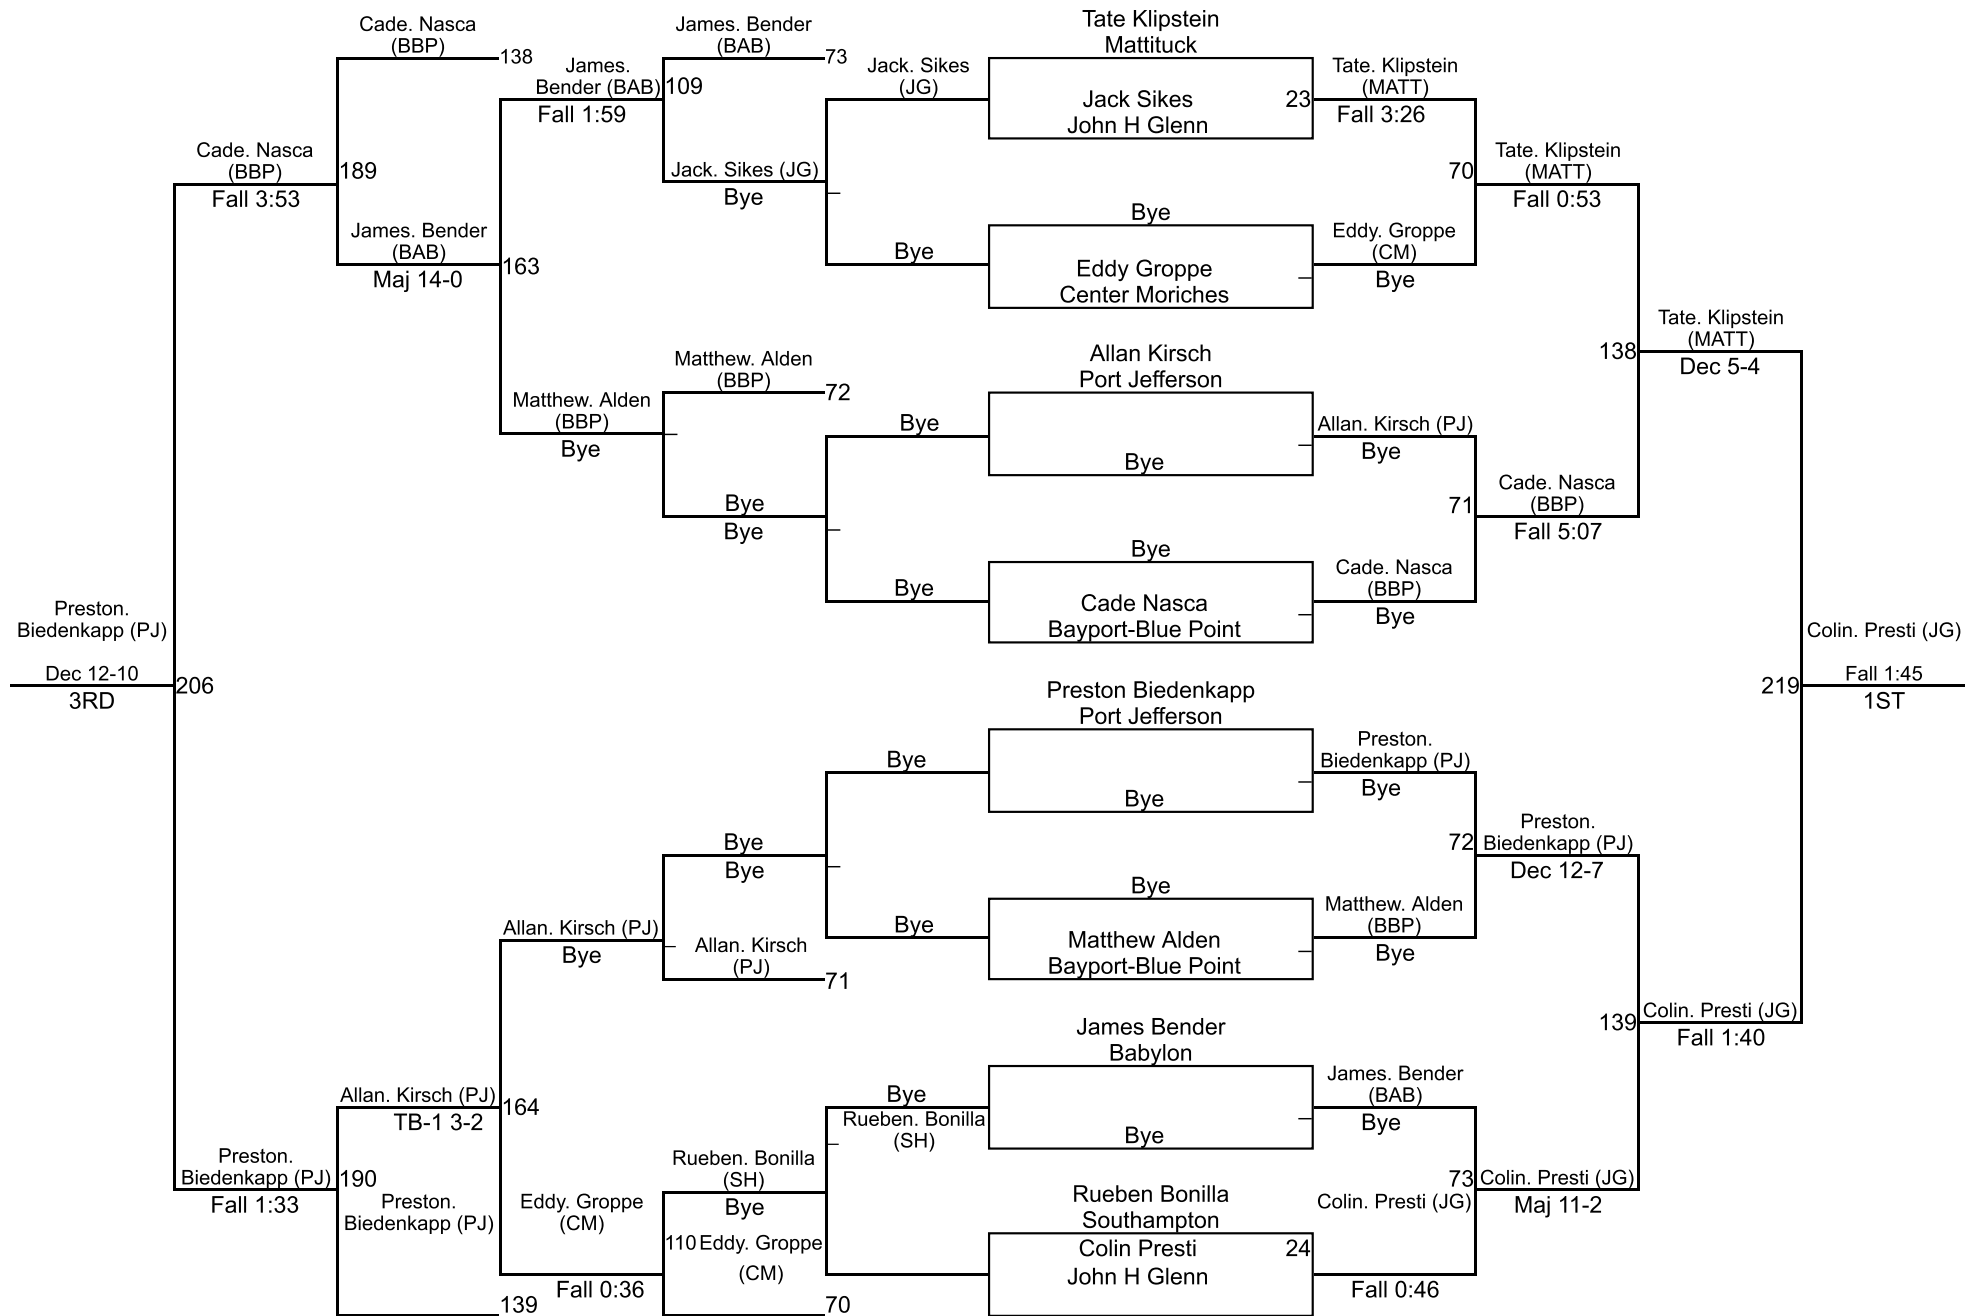 Cade. Nasca
(BBP)
138
James.
Bender (BAB)
109
Fall 1:59
James. Bender
(BAB)
73
Jack. Sikes
(JG)
Tate Klipstein
Mattituck
Jack Sikes
John H Glenn
23
Tate. Klipstein
(MATT)
Fall 3:26
Cade. Nasca
(BBP)
189
Fall 3:53
Jack. Sikes (JG)
Bye
70
Tate. Klipstein
(MATT)
Fall 0:53
James. Bender
(BAB)
163
Maj 14-0
Bye
Bye
Eddy Groppe
Center Moriches
Eddy. Groppe
(CM)
Bye
Matthew. Alden
(BBP)
72
Matthew. Alden
(BBP)
Bye
Allan Kirsch
Port Jefferson
138
Tate. Klipstein
(MATT)
Dec 5-4
Bye
Bye
Allan. Kirsch (PJ)
Bye
Bye
Bye
71
Cade. Nasca
(BBP)
Fall 5:07
Bye
Bye
Cade Nasca
Bayport-Blue Point
Cade. Nasca
(BBP)
Bye
Preston.
Biedenkapp (PJ)
Dec 12-10
3RD
206
Colin. Presti (JG)
219
Fall 1:45
1ST
Preston Biedenkapp
Port Jefferson
Bye
Bye
Preston.
Biedenkapp (PJ)
Bye
Bye
Bye
72
Preston.
Biedenkapp (PJ)
Dec 12-7
Allan. Kirsch (PJ)
Bye
Allan. Kirsch
(PJ)
71
Bye
Bye
Matthew Alden
Bayport-Blue Point
Matthew. Alden
(BBP)
Bye
139
Colin. Presti (JG)
Fall 1:40
James Bender
Babylon
Allan. Kirsch (PJ)
164
TB-1 3-2
Bye
Rueben. Bonilla
(SH)
Bye
James. Bender
(BAB)
Bye
Preston.
Biedenkapp (PJ)
190
Fall 1:33
Preston.
Biedenkapp (PJ)
139
Eddy. Groppe
(CM)
Fall 0:36
Rueben. Bonilla
(SH)
Bye
110
Eddy. Groppe
(CM)
70
Rueben Bonilla
Southampton
Colin Presti
John H Glenn
24
Colin. Presti (JG)
Fall 0:46
73
Colin. Presti (JG)
Maj 11-2